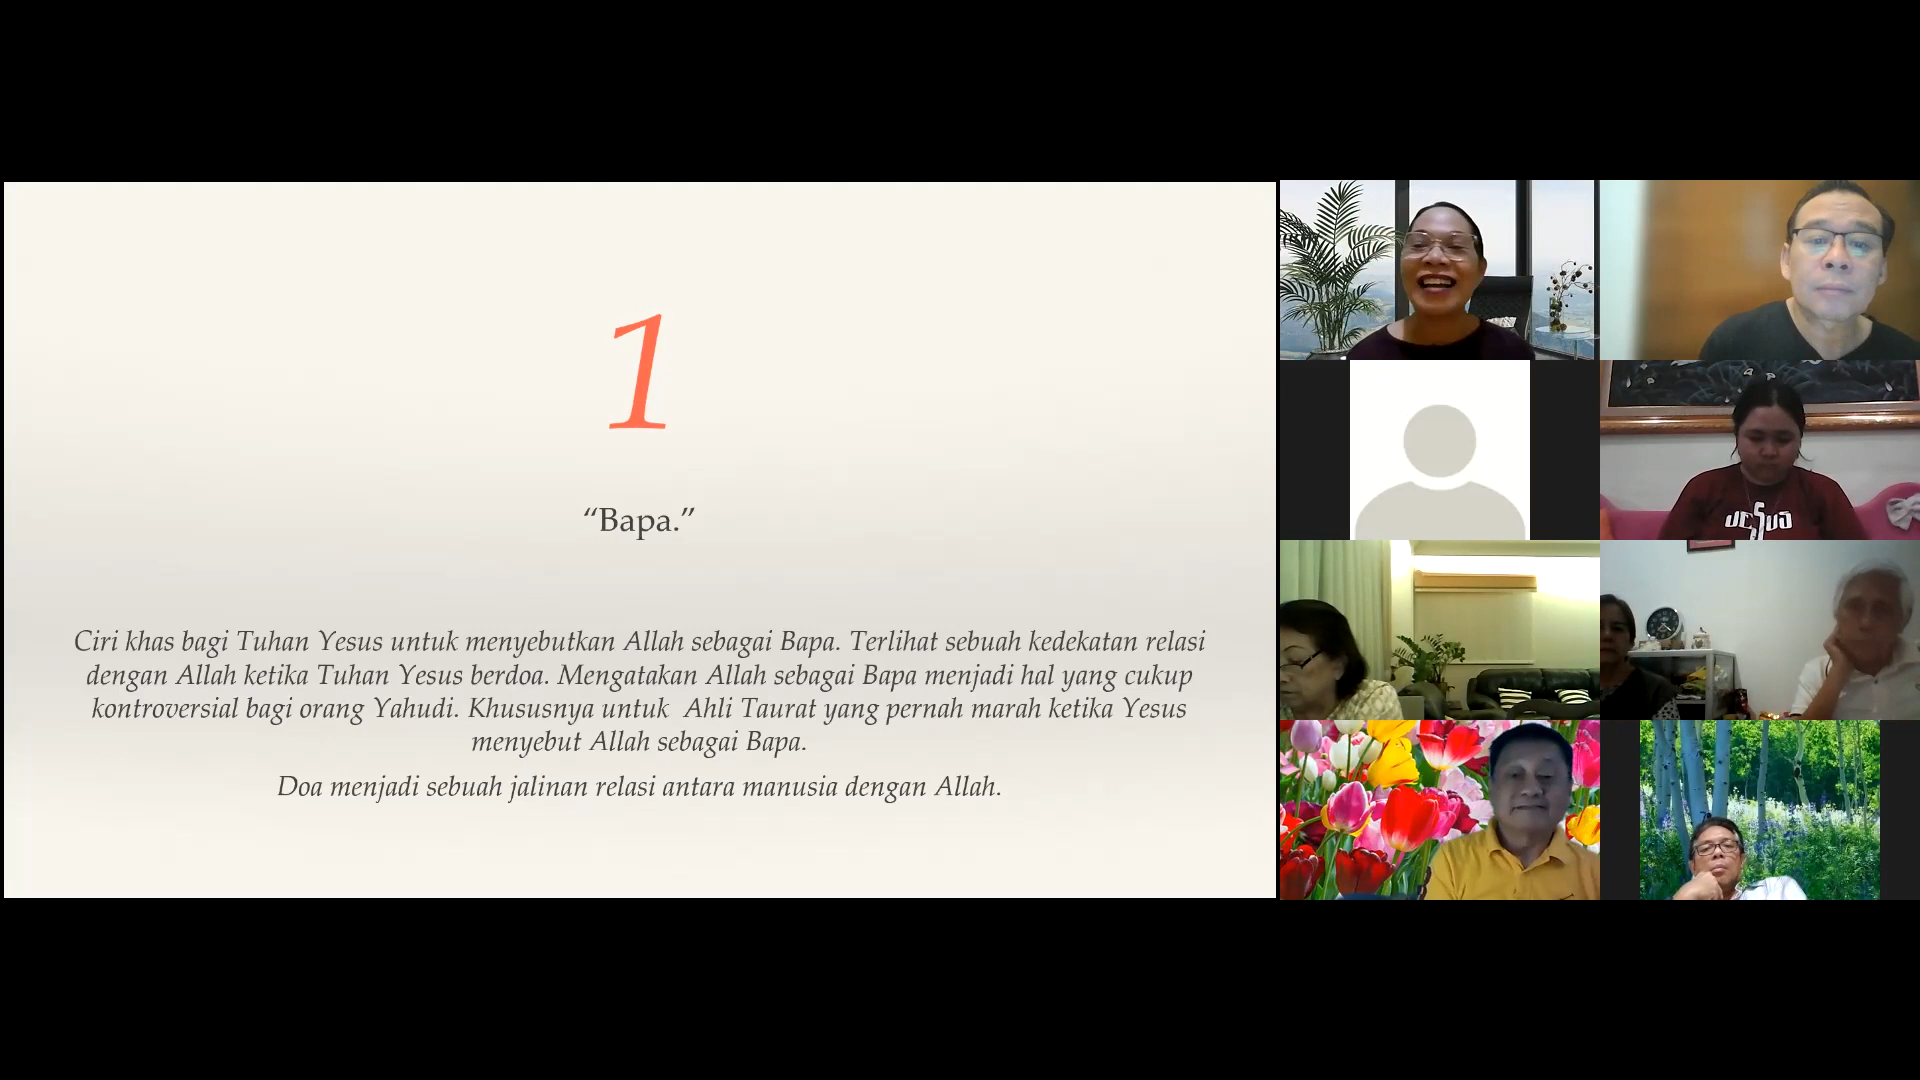 1
“Bapa.”
Ciri khas bagi Tuhan Yesus untuk menyebutkan Allah sebagai Bapa. Terlihat sebuah kedekatan relasi
dengan Allah ketika Tuhan Yesus berdoa. Mengatakan Allah sebagai Bapa menjadi hal yang cukup
kontroversial bagi orang Yahudi. Khususnya untuk  Ahli Taurat yang pernah marah ketika Yesus
menyebut Allah sebagai Bapa.
Doa menjadi sebuah jalinan relasi antara manusia dengan Allah.